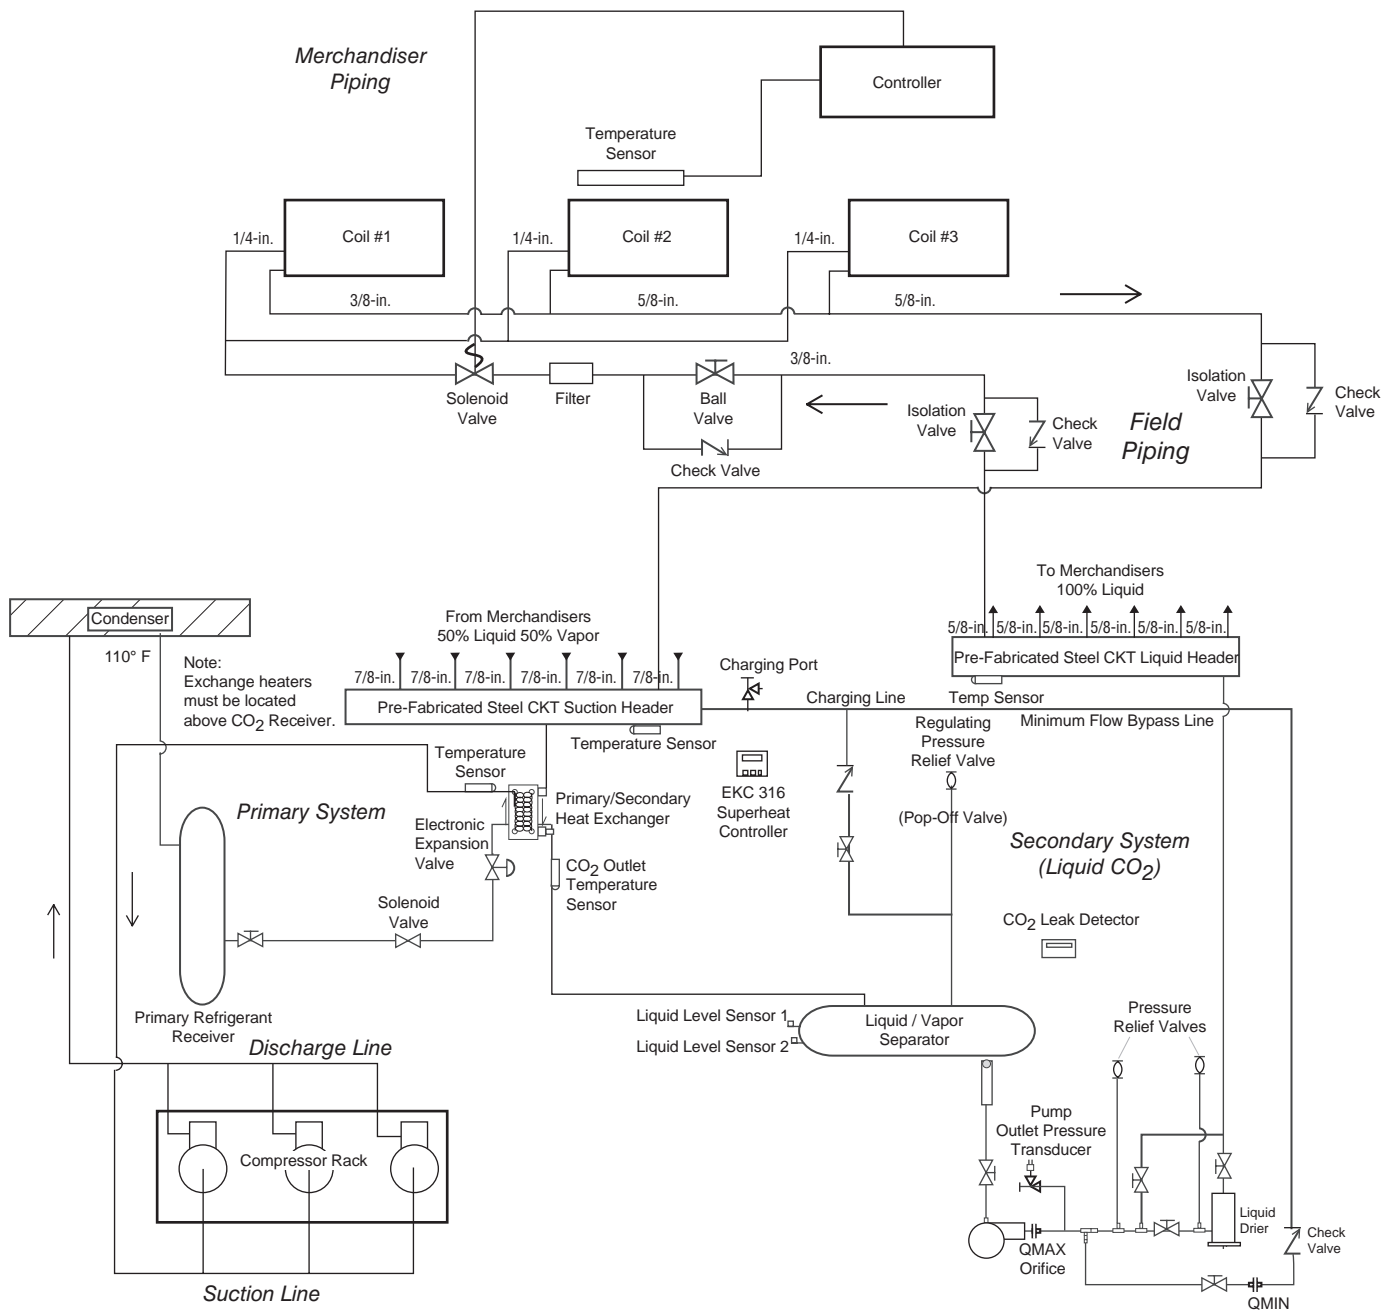 Merchandiser
Piping
Controller
Temperature
Sensor
Coil #1
Coil #2
Coil #3
1/4-in.
1/4-in.
1/4-in.
3/8-in.
5/8-in.
5/8-in.
3/8-in.
Solenoid
Valve
Filter
Ball
Valve
Check Valve
Isolation
Valve
Check
Valve
Field
Piping
Isolation
Valve
Check
Valve
To Merchandisers
100% Liquid
5/8-in. 5/8-in. 5/8-in. 5/8-in. 5/8-in. 5/8-in.
Pre-Fabricated Steel CKT Liquid Header
Temp Sensor
Condenser
110° F
Note:
Exchange heaters
must be located
above CO2 Receiver.
From Merchandisers
50% Liquid 50% Vapor
7/8-in. 7/8-in. 7/8-in. 7/8-in. 7/8-in. 7/8-in.
Pre-Fabricated Steel CKT Suction Header
Temperature Sensor
Charging Port
Charging Line
Minimum Flow Bypass Line
Regulating
Pressure
Relief Valve
(Pop-Off Valve)
EKC 316
Superheat
Controller
Temperature
Sensor
Primary/Secondary
Heat Exchanger
Electronic
Expansion
Valve
CO2 Outlet
Temperature
Sensor
Primary System
Solenoid
Valve
Primary Refrigerant
Receiver
Secondary System
(Liquid CO2)
CO2 Leak Detector
Liquid Level Sensor 1
Liquid Level Sensor 2
Liquid / Vapor
Separator
Pressure
Relief Valves
Discharge Line
Compressor Rack
Suction Line
Pump
Outlet Pressure
Transducer
QMAX
Orifice
Liquid
Drier
Check
Valve
QMIN